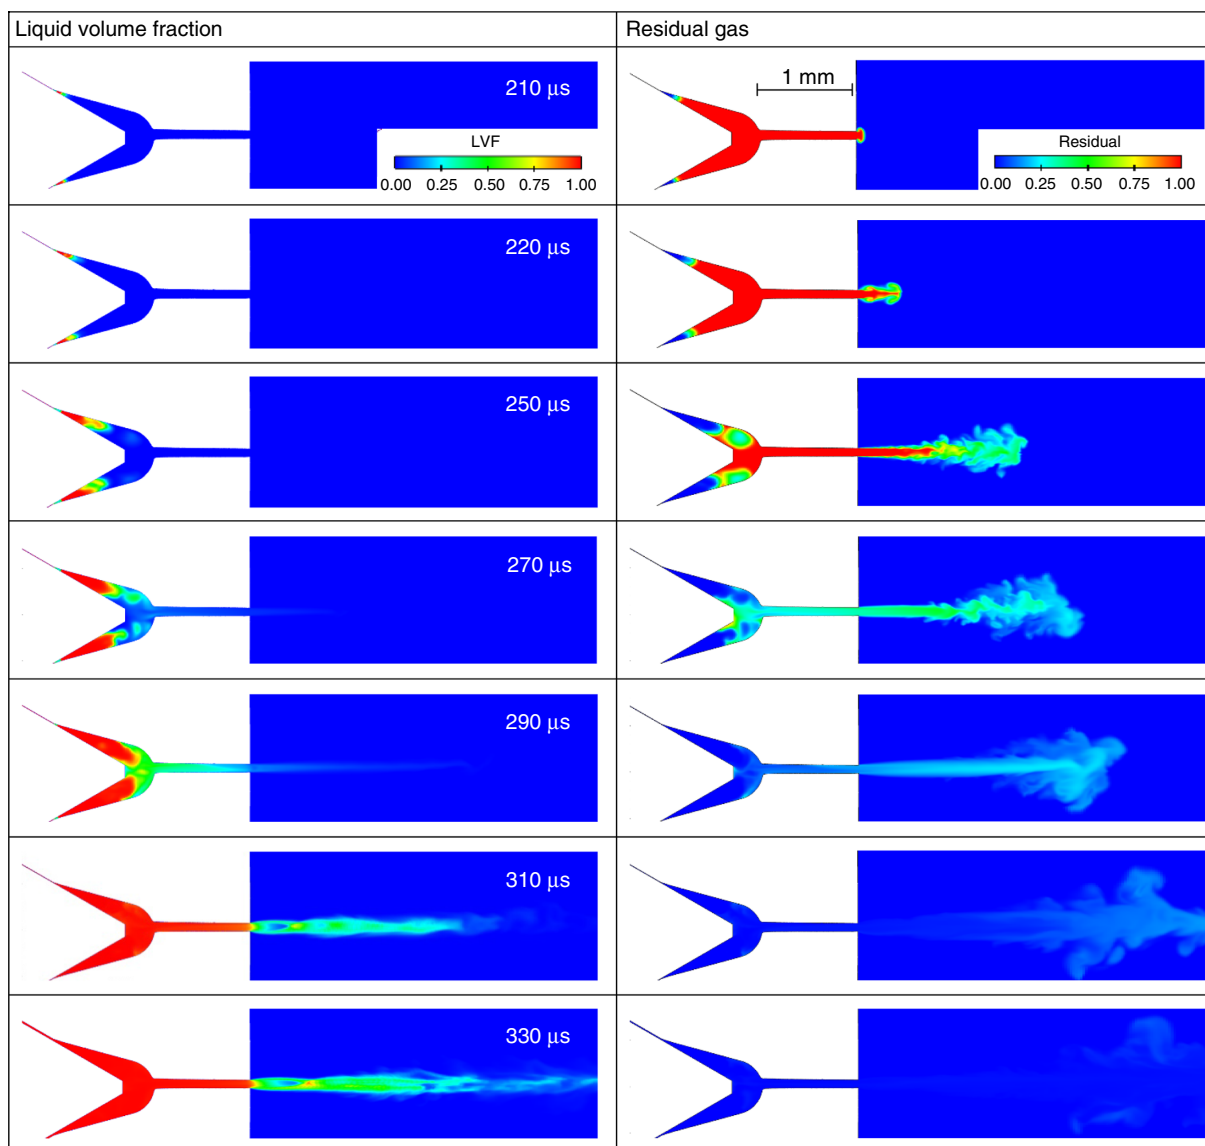 Liquid volume fraction
Residual gas
210 μs
LVF
0.00 0.25 0.50 0.75 1.00
1 mm
Residual
0.00 0.25 0.50 0.75 1.00
220 μs
250 μs
270 μs
290 μs
310 μs
330 μs